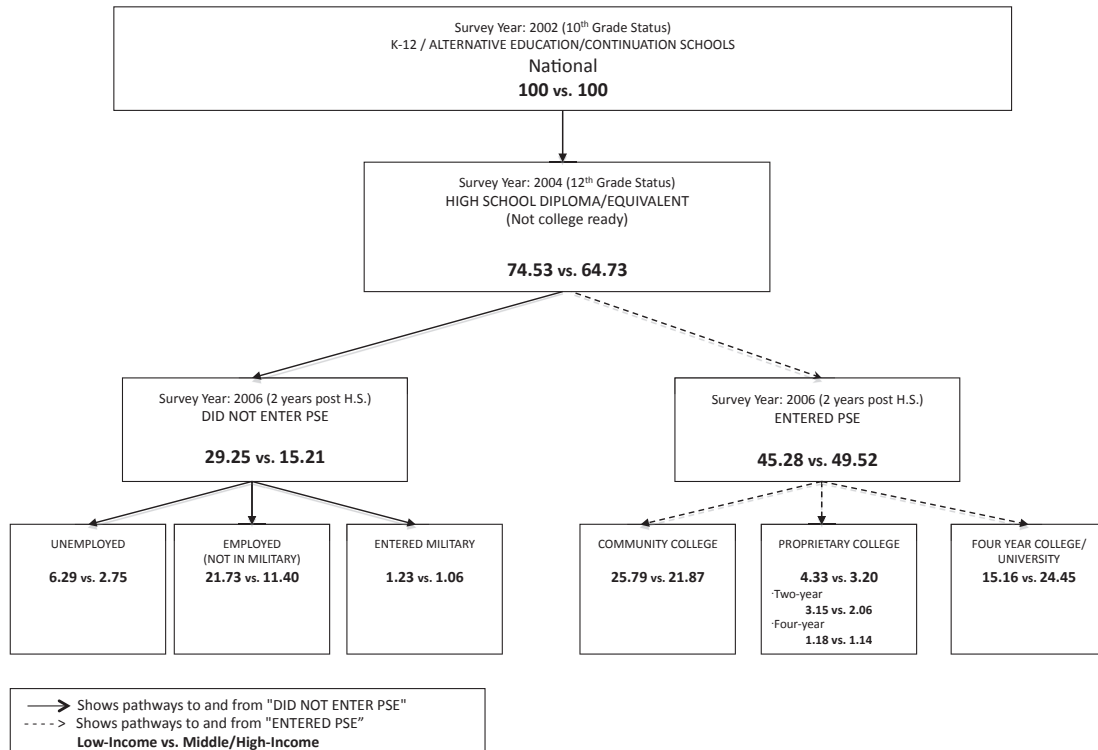 Survey Year: 2002 (10th Grade Status)
K-12 / ALTERNATIVE EDUCATION/CONTINUATION SCHOOLS
National
100 vs. 100
Survey Year: 2004 (12th Grade Status)
HIGH SCHOOL DIPLOMA/EQUIVALENT
(Not college ready)
74.53 vs. 64.73
Survey Year: 2006 (2 years post H.S.)
DID NOT ENTER PSE
29.25 vs. 15.21
Survey Year: 2006 (2 years post H.S.)
ENTERED PSE
45.28 vs. 49.52
UNEMPLOYED
6.29 vs. 2.75
EMPLOYED
(NOT IN MILITARY)
21.73 vs. 11.40
ENTERED MILITARY
1.23 vs. 1.06
COMMUNITY COLLEGE
25.79 vs. 21.87
PROPRIETARY COLLEGE
4.33 vs. 3.20
·Two-year
3.15 vs. 2.06
·Four-year
1.18 vs. 1.14
FOUR YEAR COLLEGE/
UNIVERSITY
15.16 vs. 24.45
Shows pathways to and from "DID NOT ENTER PSE"
Shows pathways to and from "ENTERED PSE”
Low-Income vs. Middle/High-Income